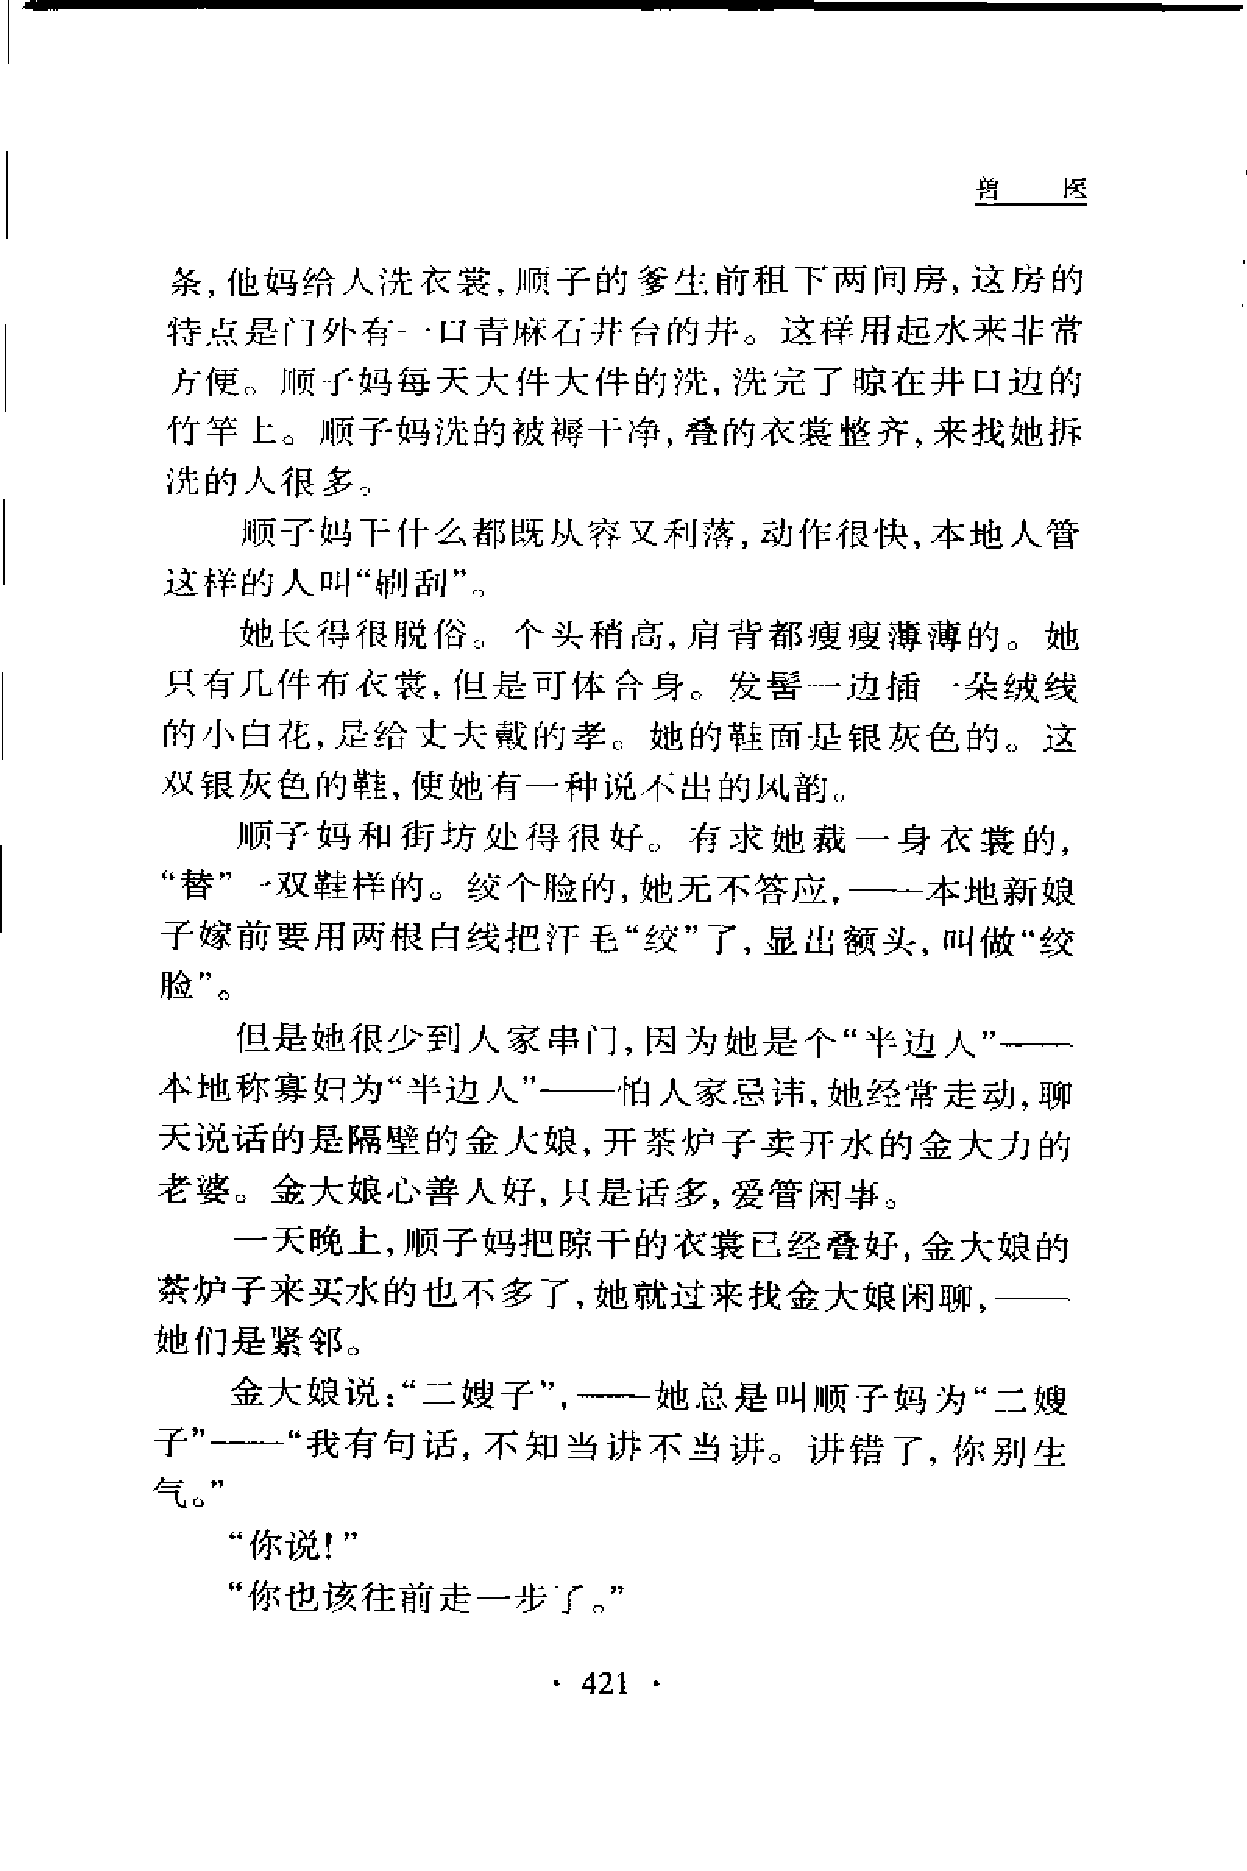 兽　医
条，他妈给人洗衣裳，顺子的爹生前租下两间房，这房的
特点是门外有一口青麻石井台的井。这样用起水来非常
方便。顺子妈每天大件大件的洗，洗完了晾在井口边的
竹竿上。顺子妈洗的被褥干净，叠的衣裳整齐，来找她拆
洗的人很多。
顺子妈干什么都既从容又利落，动作很快，本地人管
这样的人叫“刷刮”。
她长得很脱俗。个头稍高，肩背都瘦瘦薄薄的。她
只有几件布衣裳，但是可体合身。发髻一边插一朵绒线
的小白花，是给丈夫戴的孝。她的鞋面是银灰色的。这
双银灰色的鞋，使她有一种说不出的风韵。
顺子妈和街坊处得很好。有求她裁一身衣裳的，
“替”一双鞋样的。绞个脸的，她无不答应，——本地新娘
子嫁前要用两根白线把汗毛“绞”了，显出额头，叫做“绞
脸”。
但是她很少到人家串门，因为她是个“半边人”——
本地称寡妇为“半边人”——怕人家忌讳，她经常走动，聊
天说话的是隔壁的金大娘，开茶炉子卖开水的金大力的
老婆。金大娘心善人好，只是话多，爱管闲事。
一天晚上，顺子妈把晾干的衣裳已经叠好，金大娘的
茶炉子来买水的也不多了，她就过来找金大娘闲聊，——
她们是紧邻。
金大娘说：“二嫂子”，——她总是叫顺子妈为“二嫂
子”——“我有句话，不知当讲不当讲。讲错了，你别生
气。”
“你说！”
“你也该往前走一步了。”
· 421 ·